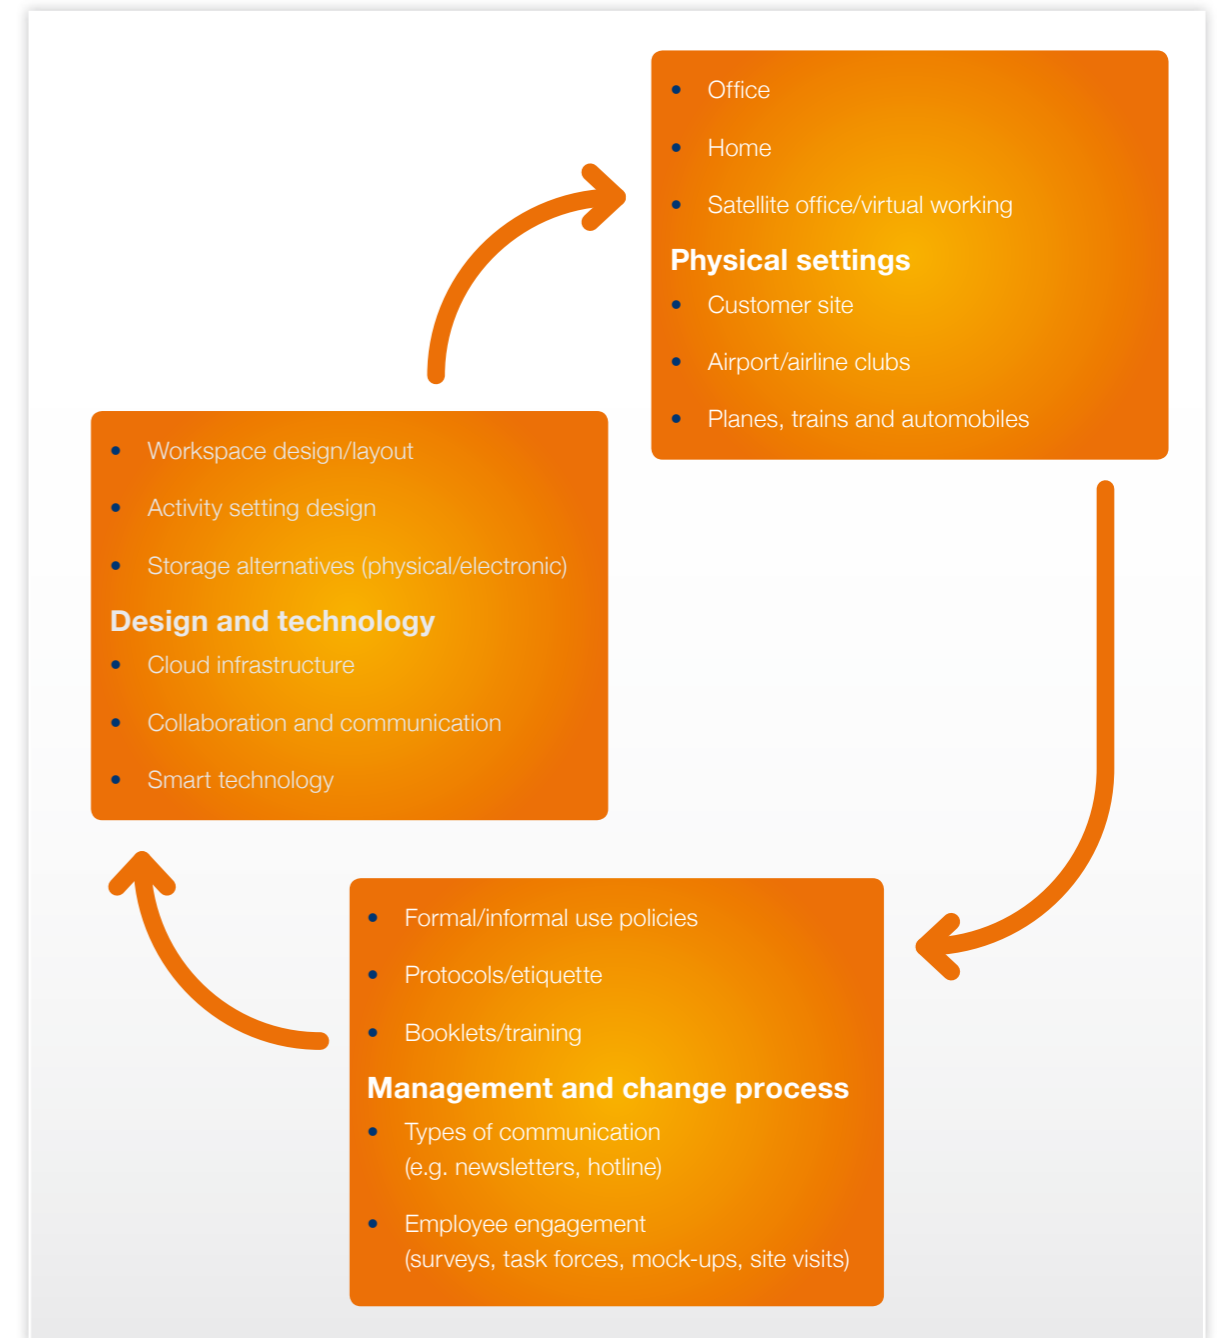 • Office
• Home
• Satellite office/virtual working
Physical settings
• Customer site
• Airport/airline clubs
• Planes, trains and automobiles
• Workspace design/layout
• Activity setting design
• Storage alternatives (physical/electronic)
Design and technology
• Cloud infrastructure
• Collaboration and communication
• Smart technology
• Formal/informal use policies
• Protocols/etiquette
• Booklets/training
Management and change process
• Types of communication
(e.g. newsletters, hotline)
• Employee engagement
(surveys, task forces, mock-ups, site visits)